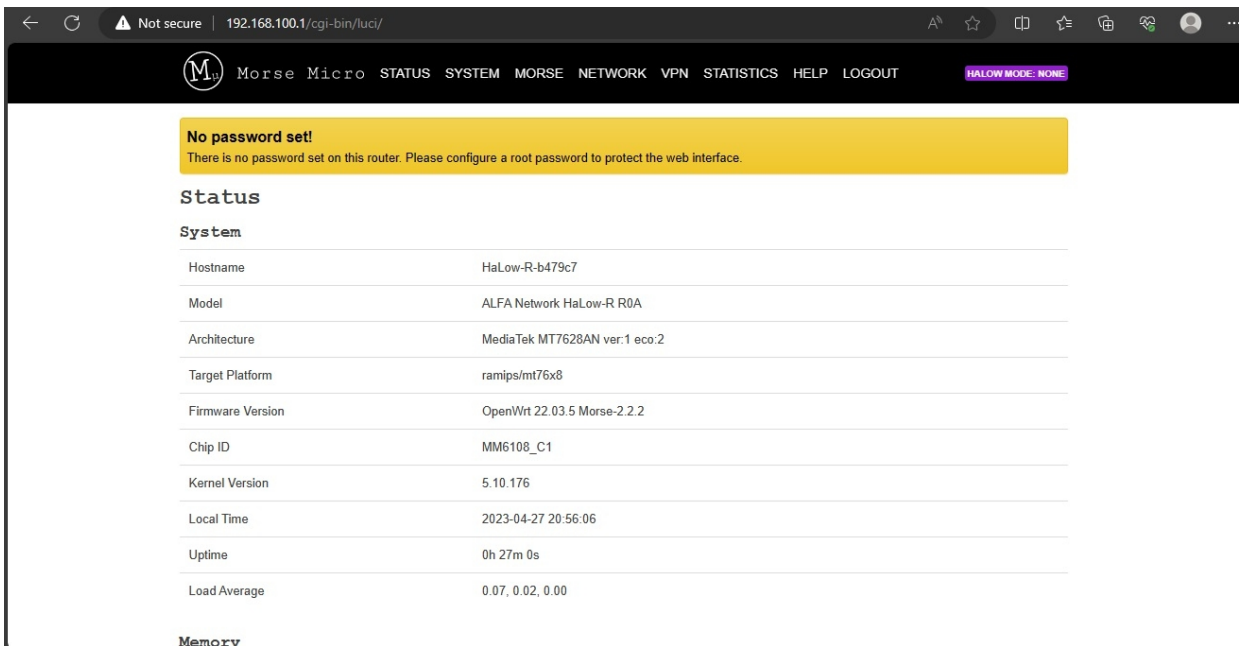 Not secure 192.168.100.1/cgi-bin/luci/
Mμ Morse Micro STATUS SYSTEM MORSE NETWORK VPN STATISTICS HELP LOGOUT HALOW MODE: NONE
No password set!
There is no password set on this router. Please configure a root password to protect the web interface.
Status
System
Hostname HaLow-R-b479c7
Model ALFA Network HaLow-R R0A
Architecture MediaTek MT7628AN ver:1 eco:2
Target Platform ramips/mt76x8
Firmware Version OpenWrt 22.03.5 Morse-2.2.2
Chip ID MM6108_C1
Kernel Version 5.10.176
Local Time 2023-04-27 20:56:06
Uptime 0h 27m 0s
Load Average 0.07, 0.02, 0.00
Memory